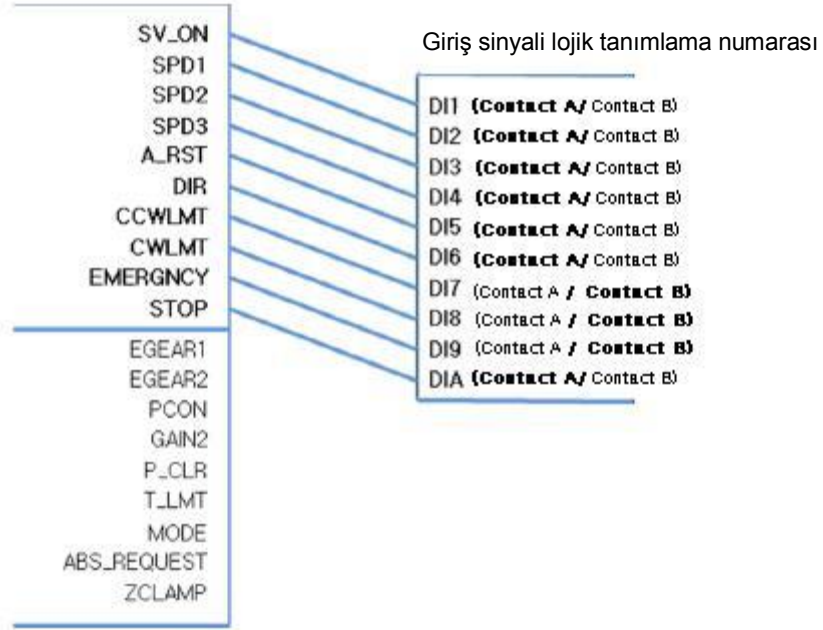 SV_ON
SPD1
SPD2
SPD3
A_RST
DIR
CCWLMT
CWLMT
EMERGNCY
STOP
EGEAR1
EGEAR2
PCON
GAIN2
P_CLR
T_LMT
MODE
ABS_REQUEST
ZCLAMP
Giriş sinyali lojik tanımlama numarası
DI1 (Contact A/ Contact B)
DI2 (Contact A/ Contact B)
DI3 (Contact A/ Contact B)
DI4 (Contact A/ Contact B)
DI5 (Contact A/ Contact B)
DI6 (Contact A/ Contact B)
DI7 (Contact A / Contact B)
DI8 (Contact A / Contact B)
DI9 (Contact A / Contact B)
DIA (Contact A/ Contact B)